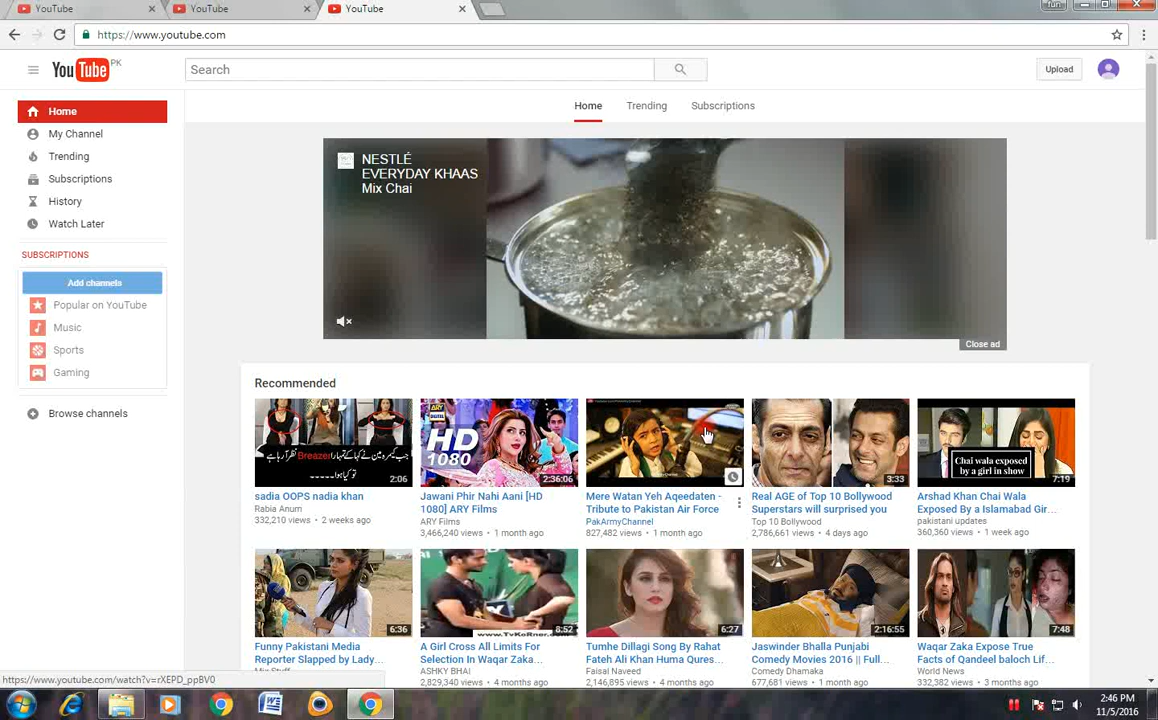 YouTube
YouTube
YouTube
fun
https://www.youtube.com
YouTube PK
Search
Upload
Home
My Channel
Trending
Subscriptions
History
Watch Later
SUBSCRIPTIONS
Add channels
Popular on YouTube
Music
Sports
Gaming
Browse channels
Home Trending Subscriptions
NESTLÉ
EVERYDAY KHAAS
Mix Chai
Close ad
Recommended
2:06
sadia OOPS nadia khan
Rabia Anum
332,210 views • 2 weeks ago
ARY
DIGITAL
HD
1080
2:36:06
Jawani Phir Nahi Aani [HD
1080] ARY Films
ARY Films
3,466,240 views • 1 month ago
Mere Watan Yeh Aqeedaten -
Tribute to Pakistan Air Force
PakArmyChannel
827,482 views • 1 month ago
3:33
Real AGE of Top 10 Bollywood
Superstars will surprised you
Top 10 Bollywood
2,786,661 views • 4 days ago
Chai wala exposed
by a girl in show
7:19
Arshad Khan Chai Wala
Exposed By a Islamabad Gir...
pakistani updates
360,360 views • 1 week ago
6:36
Funny Pakistani Media
Reporter Slapped by Lady...
www.TvKoRner.com
8:52
A Girl Cross All Limits For
Selection In Waqar Zaka...
ASHKY BHAI
2,829,340 views • 4 months ago
6:27
Tumhe Dillagi Song By Rahat
Fateh Ali Khan Huma Qures...
Faisal Naveed
2,146,895 views • 4 months ago
2:16:55
Jaswinder Bhalla Punjabi
Comedy Movies 2016 || Full...
Comedy Dhamaka
677,681 views • 1 month ago
7:48
Waqar Zaka Expose True
Facts of Qandeel baloch Lif...
World News
332,382 views • 3 months ago
https://www.youtube.com/watch?v=rXEPD_ppBV0
2:46 PM
11/5/2016